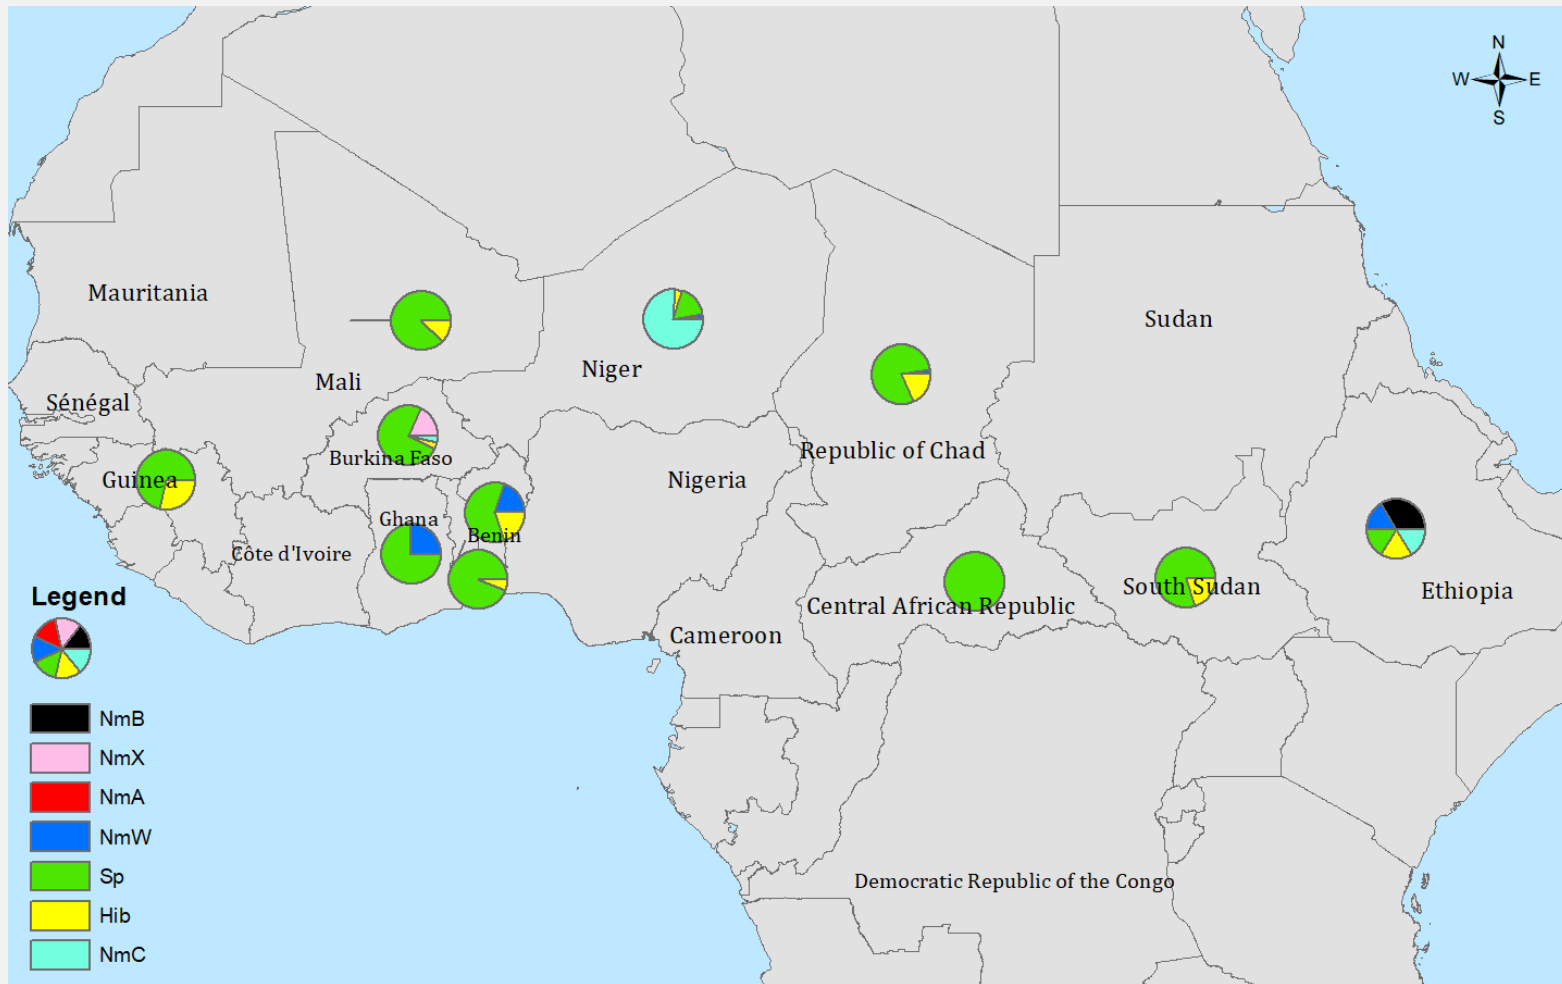 N
W E
S
Mauritania
Sudan
Niger
Mali
Sénégal
Republic of Chad
Burkina Faso
Guinea
Nigeria
Ghana
Benin
Côte d'Ivoire
South Sudan
Ethiopia
Central African Republic
Cameroon
Democratic Republic of the Congo
Legend
NmB
NmX
NmA
NmW
Sp
Hib
NmC